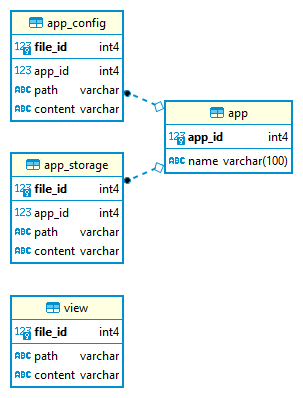 app_config
123 file_id int4
123 app_id int4
ABC path varchar
ABC content varchar
app
123 app_id int4
ABC name varchar(100)
app_storage
123 file_id int4
123 app_id int4
ABC path varchar
ABC content varchar
view
123 file_id int4
ABC path varchar
ABC content varchar